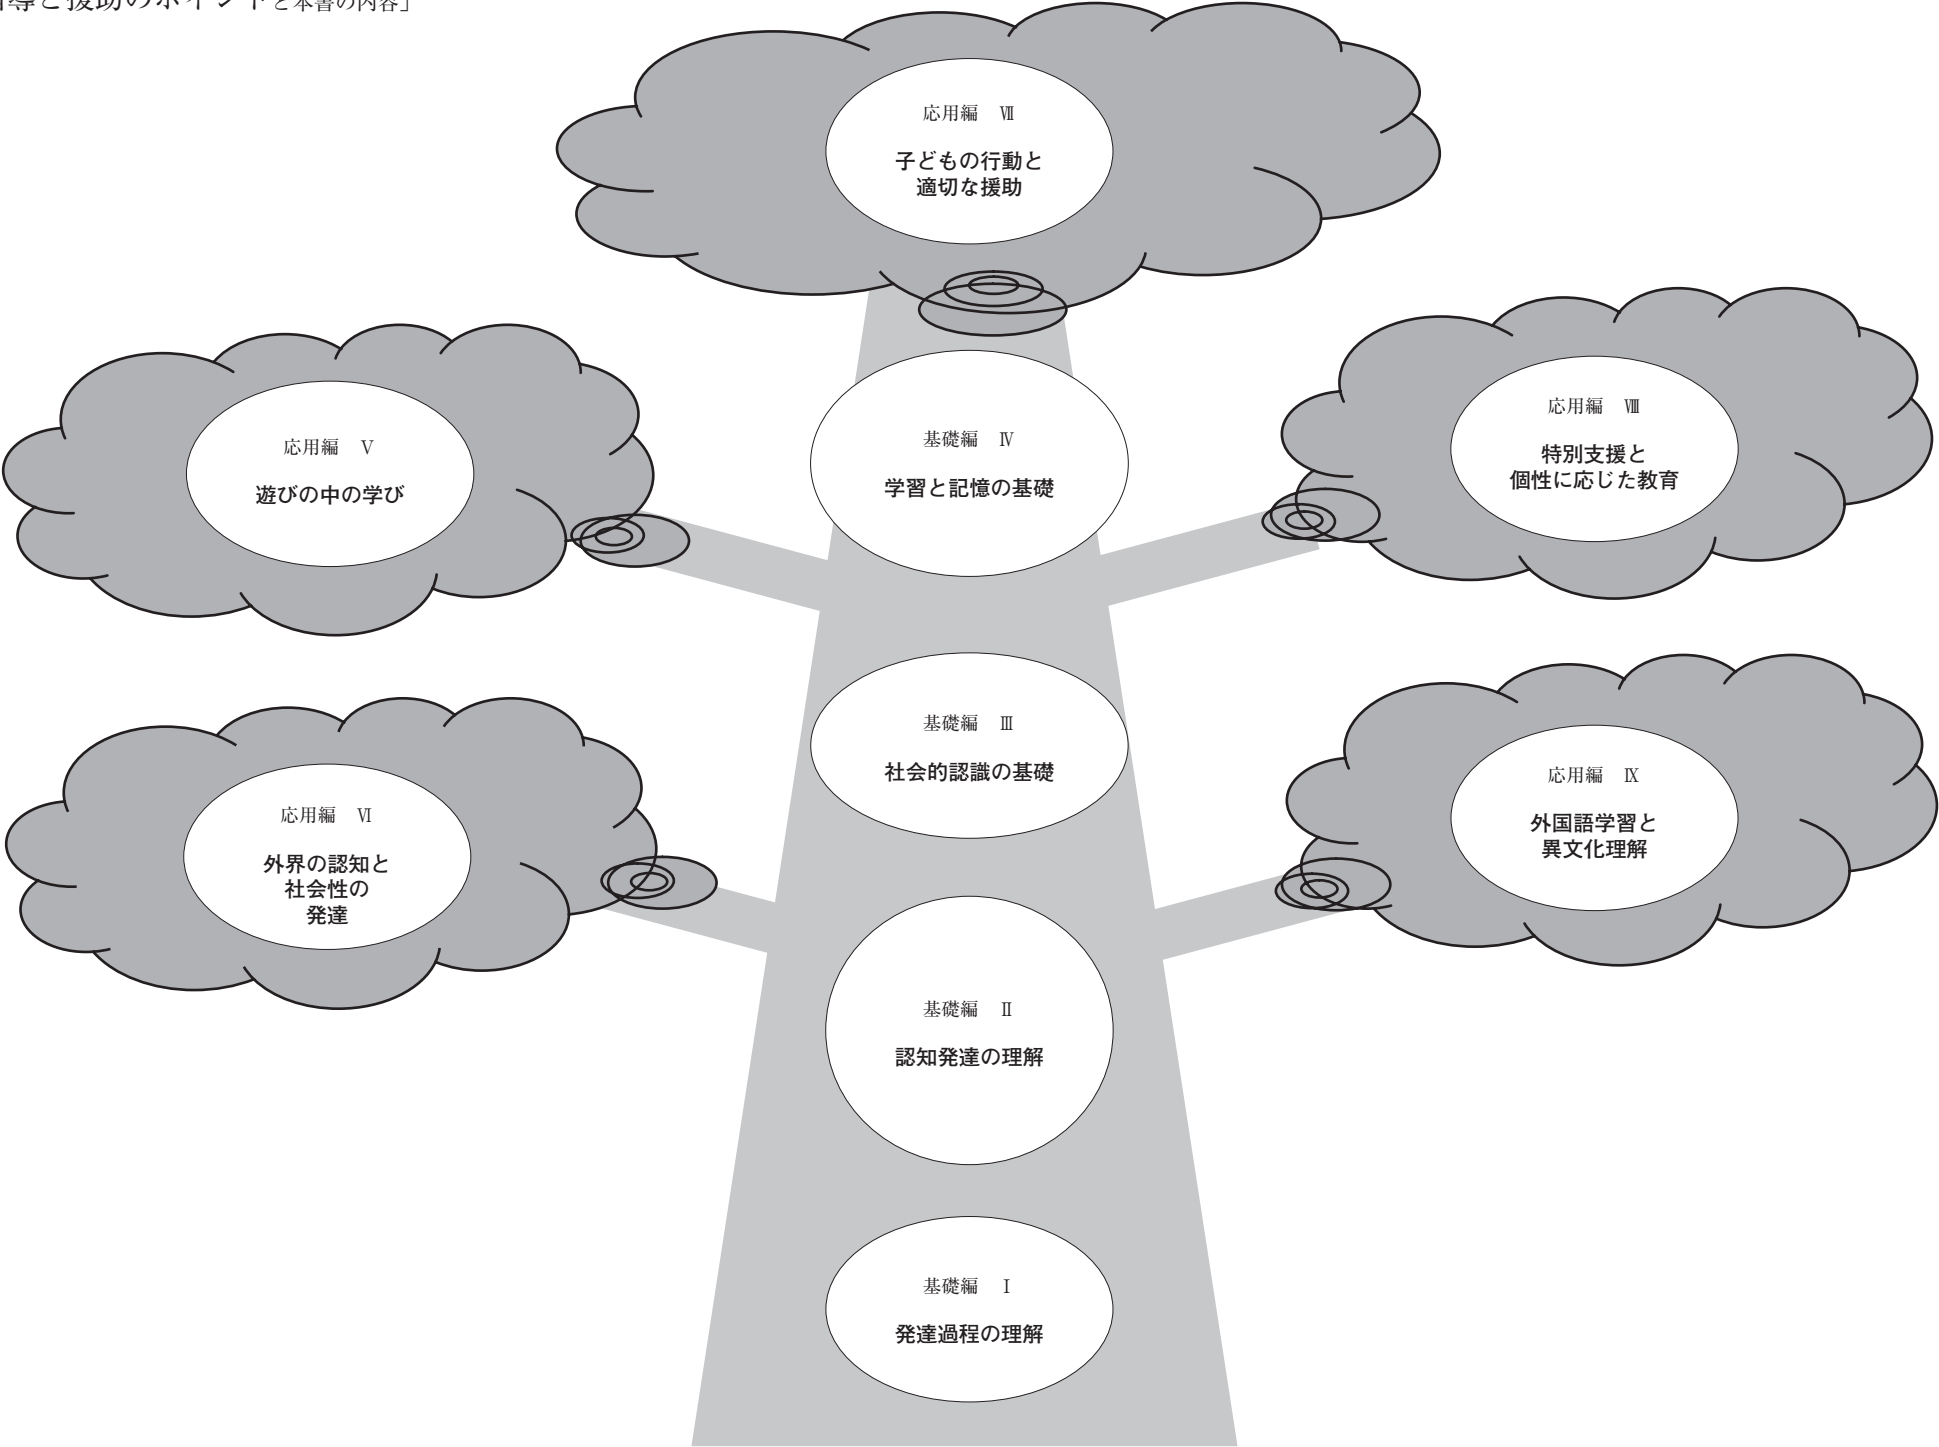 導と援助のポイントと本書の内容」
応用編　Ⅶ
子どもの行動と
適切な援助
応用編　Ⅴ
遊びの中の学び
基礎編　Ⅳ
学習と記憶の基礎
応用編　Ⅷ
特別支援と
個性に応じた教育
応用編　Ⅵ
外界の認知と
社会性の
発達
基礎編　Ⅲ
社会的認識の基礎
応用編　Ⅸ
外国語学習と
異文化理解
基礎編　Ⅱ
認知発達の理解
基礎編　Ⅰ
発達過程の理解